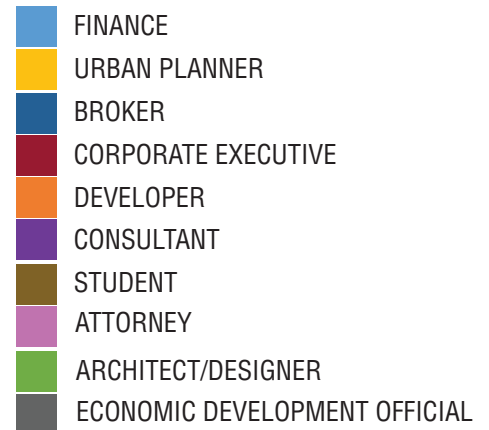 FINANCE
URBAN PLANNER
BROKER
CORPORATE EXECUTIVE
DEVELOPER
CONSULTANT
STUDENT
ATTORNEY
ARCHITECT/DESIGNER
ECONOMIC DEVELOPMENT OFFICIAL